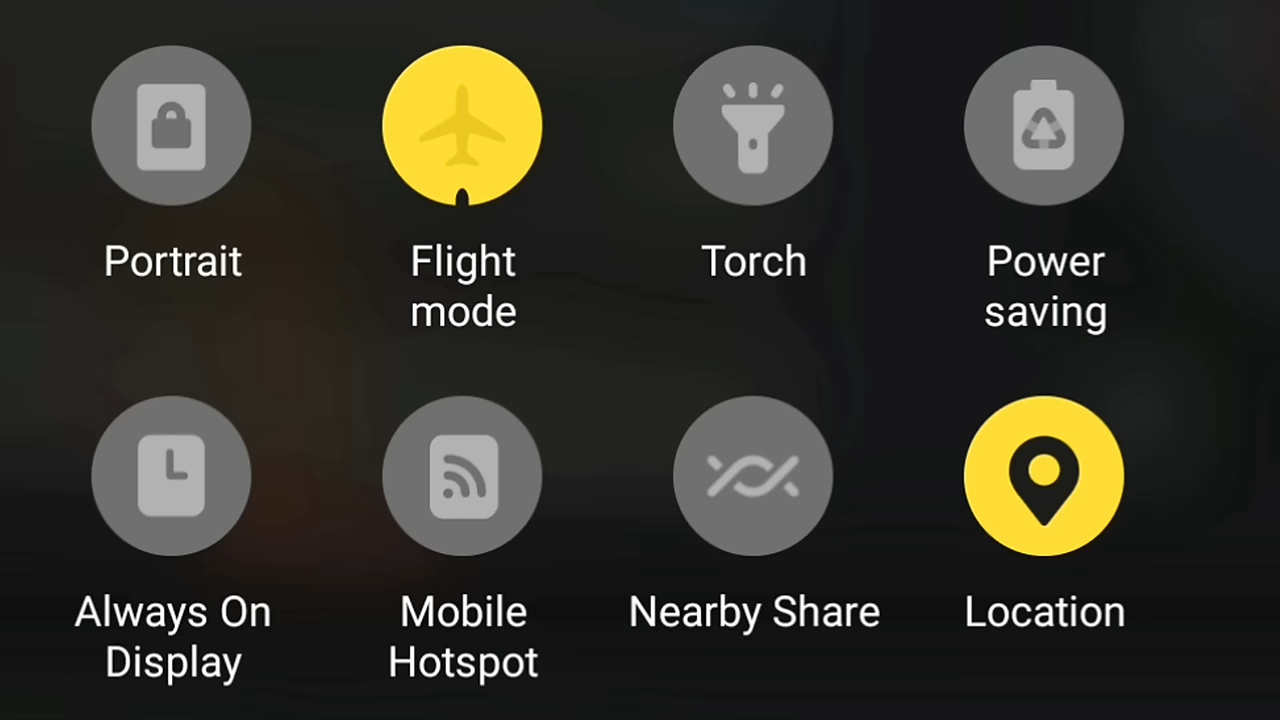 Portrait
Flight
mode
Torch
Power
saving
Always On
Display
Mobile
Hotspot
Nearby Share
Location